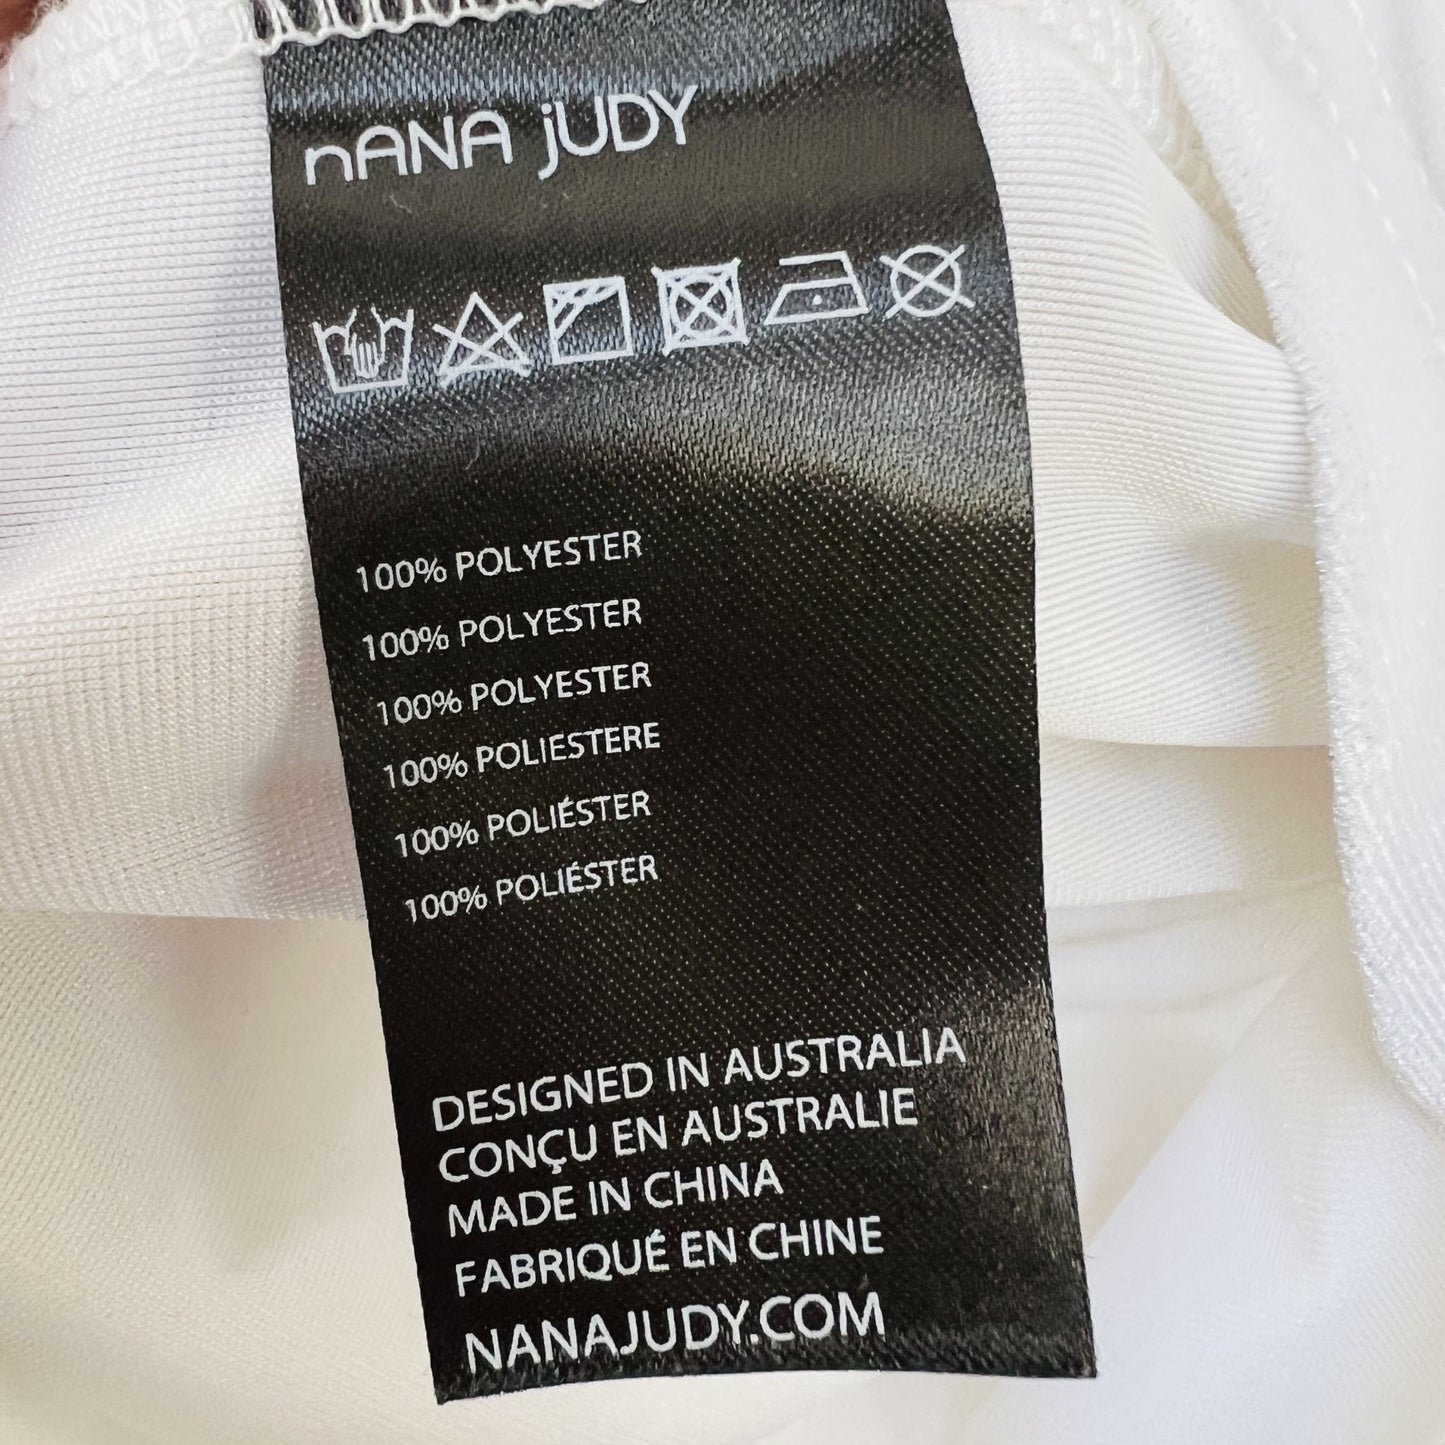 nANA jUDY
100% POLYESTER
100% POLYESTER
100% POLYESTER
100% POLIESTERE
100% POLIÉSTER
100% POLIÉSTER
DESIGNED IN AUSTRALIA
CONÇU EN AUSTRALIE
MADE IN CHINA
FABRIQUÉ EN CHINE
NANAJUDY.COM